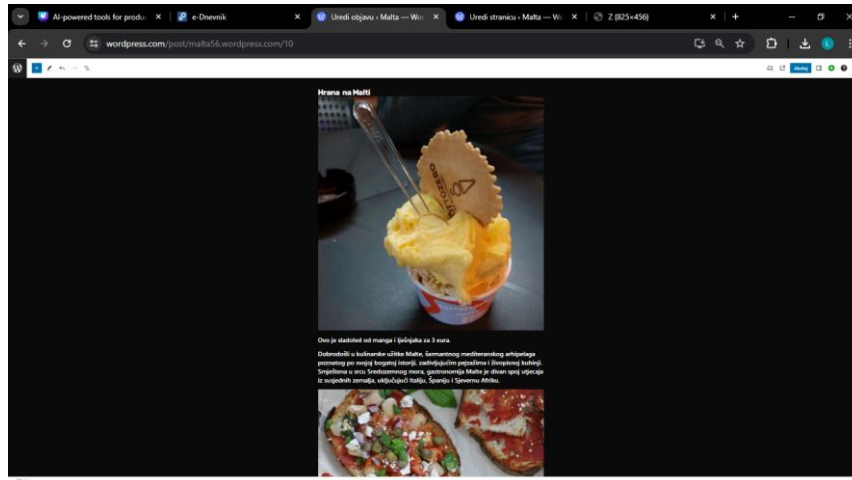 AI-powered tools for produ
e-Dnevnik
Uredi objavu ‹ Malta — Wor
Uredi stranicu ‹ Malta — W
Z (825×456)
wordpress.com/post/malta56.wordpress.com/10
Hrana na Malti
OTTOZERO
Ovo je sladoled od manga i lješnjaka za 3 eura.
Dobrodošli u kulinarske užitke Malte, šarmantnog mediteranskog arhipelaga
poznatog po svojoj bogatoj istoriji, zadivljujućim pejzažima i živopisnoj kuhinji.
Smještena u srcu Sredozemnog mora, gastronomija Malte je divan spoj utjecaja
iz susjednih zemalja, uključujući Italiju, Španiju i Sjevernu Afriku.